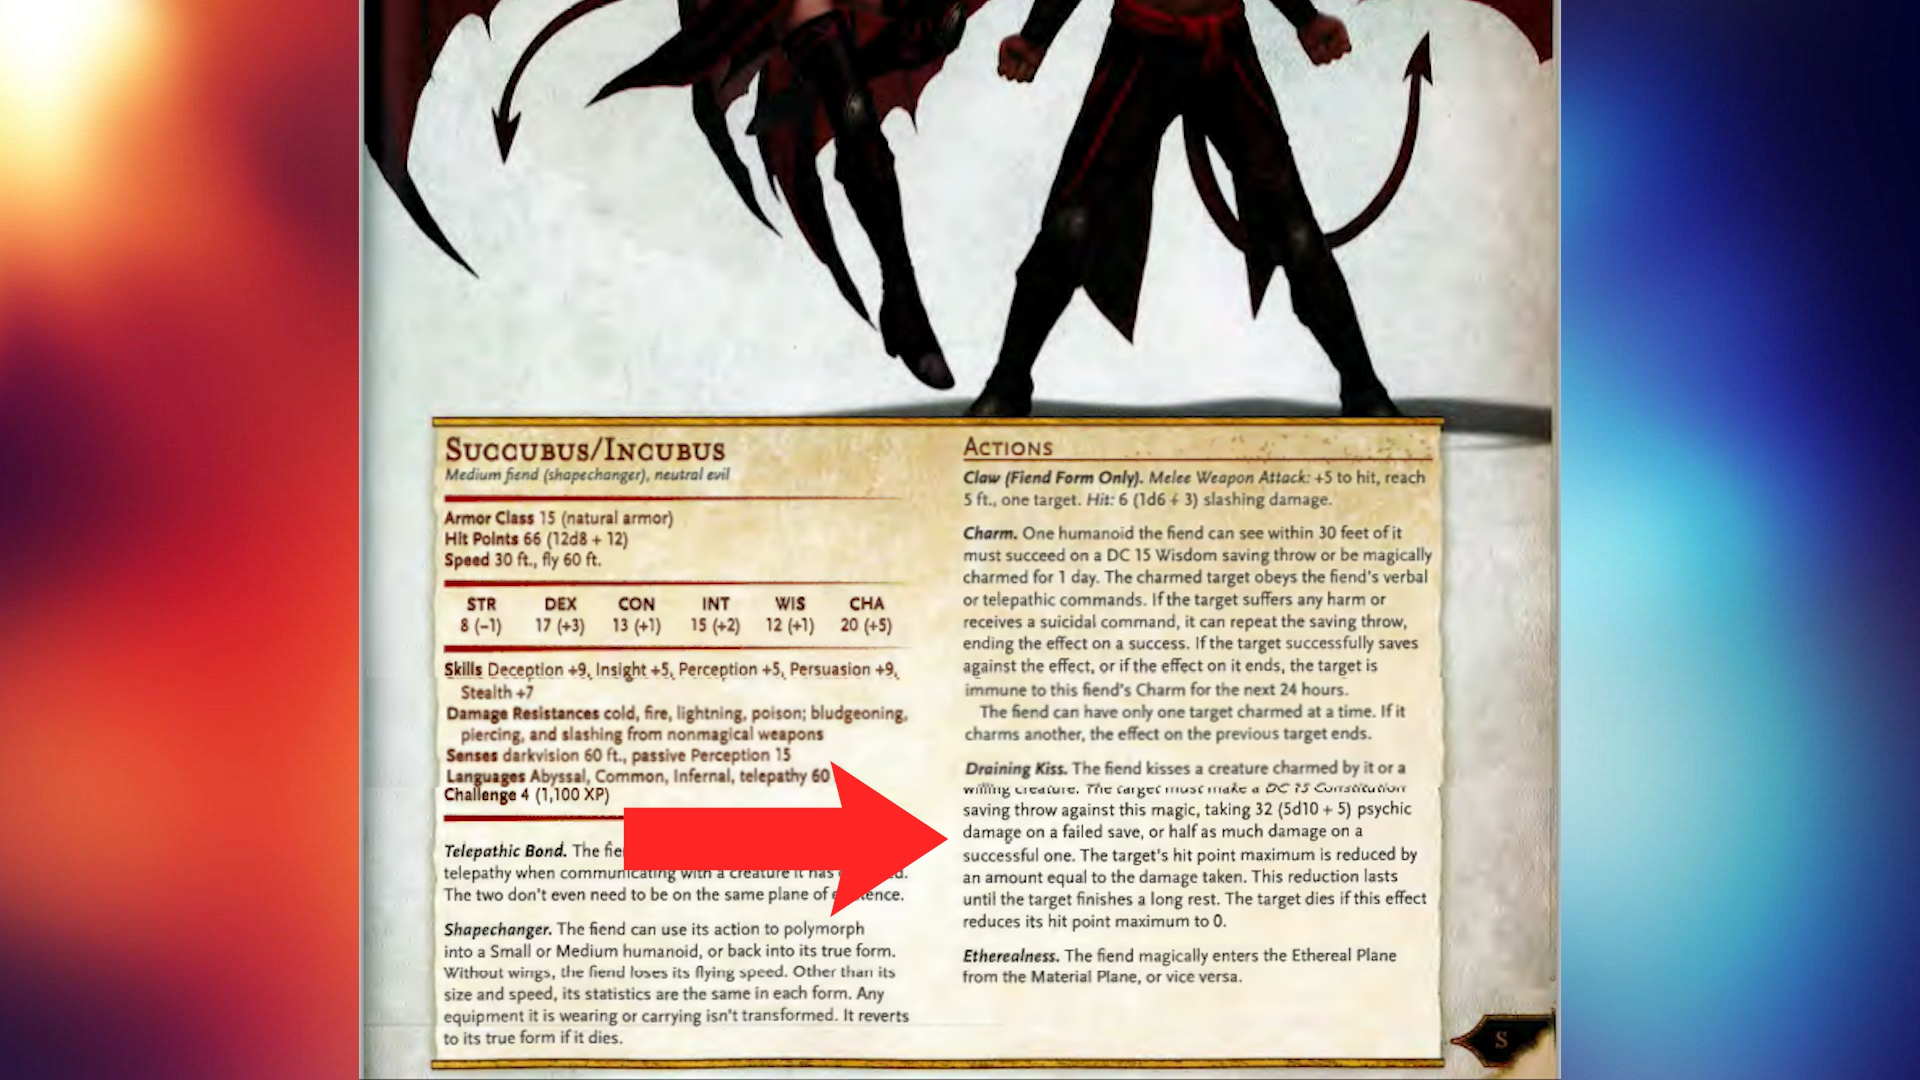 SUCCUBUS/INCUBUS
Medium fiend (shapechanger), neutral evil
Armor Class 15 (natural armor)
Hit Points 66 (12d8 + 12)
Speed 30 ft., fly 60 ft.
STR DEX CON INT WIS CHA
8 (−1) 17 (+3) 13 (+1) 15 (+2) 12 (+1) 20 (+5)
Skills Deception +9, Insight +5, Perception +5, Persuasion +9,
Stealth +7
Damage Resistances cold, fire, lightning, poison; bludgeoning,
piercing, and slashing from nonmagical weapons
Senses darkvision 60 ft., passive Perception 15
Languages Abyssal, Common, Infernal, telepathy 60
Challenge 4 (1,100 XP)
Telepathic Bond. The
telepathy when communicating with a creature it has
The two don't even need to be on the same plane of
Shapechanger. The fiend can use its action to polymorph
into a Small or Medium humanoid, or back into its true form.
Without wings, the fiend loses its flying speed. Other than its
size and speed, its statistics are the same in each form. Any
equipment it is wearing or carrying isn't transformed. It reverts
to its true form if it dies.
ACTIONS
Claw (Fiend Form Only). Melee Weapon Attack: +5 to hit, reach
5 ft., one target. Hit: 6 (1d6 + 3) slashing damage.
Charm. One humanoid the fiend can see within 30 feet of it
must succeed on a DC 15 Wisdom saving throw or be magically
charmed for 1 day. The charmed target obeys the fiend's verbal
or telepathic commands. If the target suffers any harm or
receives a suicidal command, it can repeat the saving throw,
ending the effect on a success. If the target successfully saves
against the effect, or if the effect on it ends, the target is
immune to this fiend's Charm for the next 24 hours.
The fiend can have only one target charmed at a time. If it
charms another, the effect on the previous target ends.
Draining Kiss. The fiend kisses a creature charmed by it or a
willing creature. The target must make a DC 15 Constitution
saving throw against this magic, taking 32 (5d10 + 5) psychic
damage on a failed save, or half as much damage on a
successful one. The target's hit point maximum is reduced by
an amount equal to the damage taken. This reduction lasts
until the target finishes a long rest. The target dies if this effect
reduces its hit point maximum to 0.
Etherealness. The fiend magically enters the Ethereal Plane
from the Material Plane, or vice versa.
S